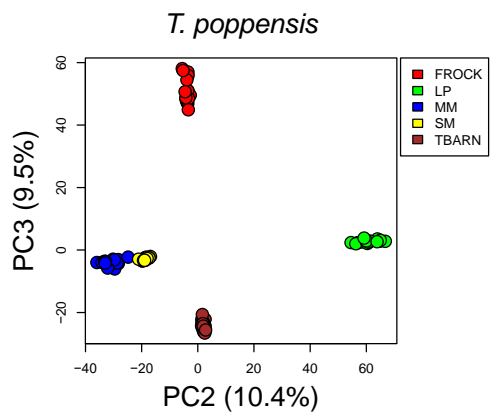 T. poppensis
FROCK
LP
MM
SM
TBARN
PC3 (9.5%)
60
40
20
0
−20
−40
−20
0
20
40
60
PC2 (10.4%)